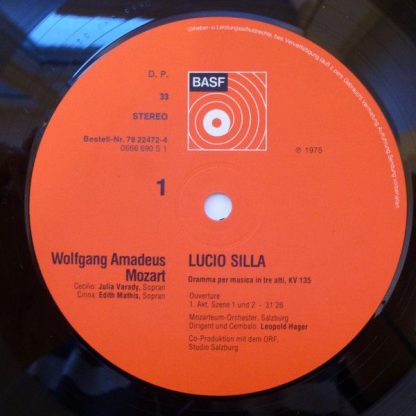 Urheber- u Leistungsschutzrechte,
D. P.
33
STEREO
Bestell-Nr. 78 22472-4
0666 690 S 1
BASF
℗ 1975
1
Wolfgang Amadeus
Mozart
Cecilio: Julia Varady, Sopran
Cinna: Edith Mathis, Sopran
LUCIO SILLA
Dramma per musica in tre atti, KV 135
Ouverture
1. Akt, Szene 1 und 2 - 31'26
Mozarteum-Orchester, Salzburg
Dirigent und Cembalo: Leopold Hager
Co-Produktion mit dem ORF,
Studio Salzburg